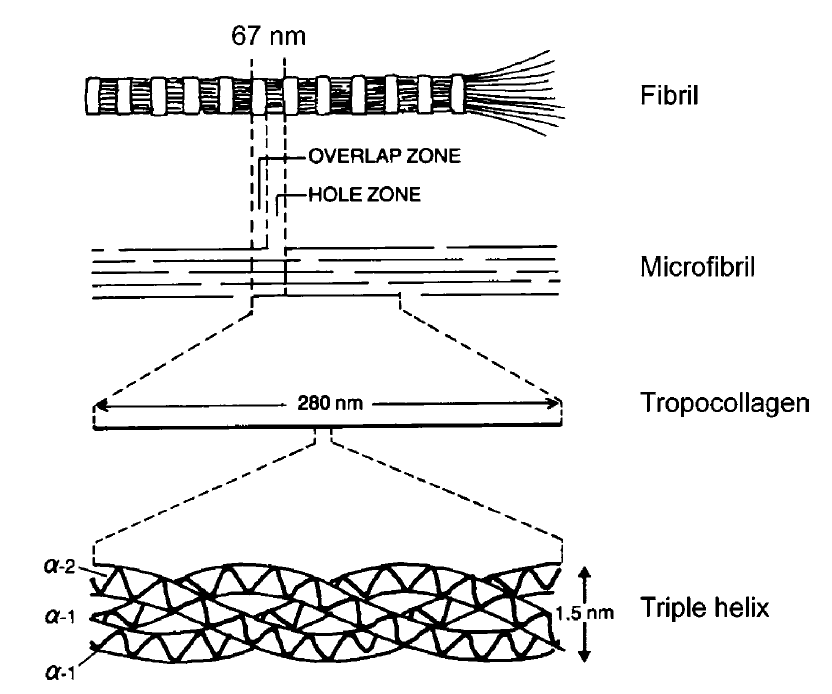 67 nm
Fibril
OVERLAP ZONE
HOLE ZONE
Microfibril
280 nm
Tropocollagen
α-2
α-1
1.5 nm
Triple helix
α-1